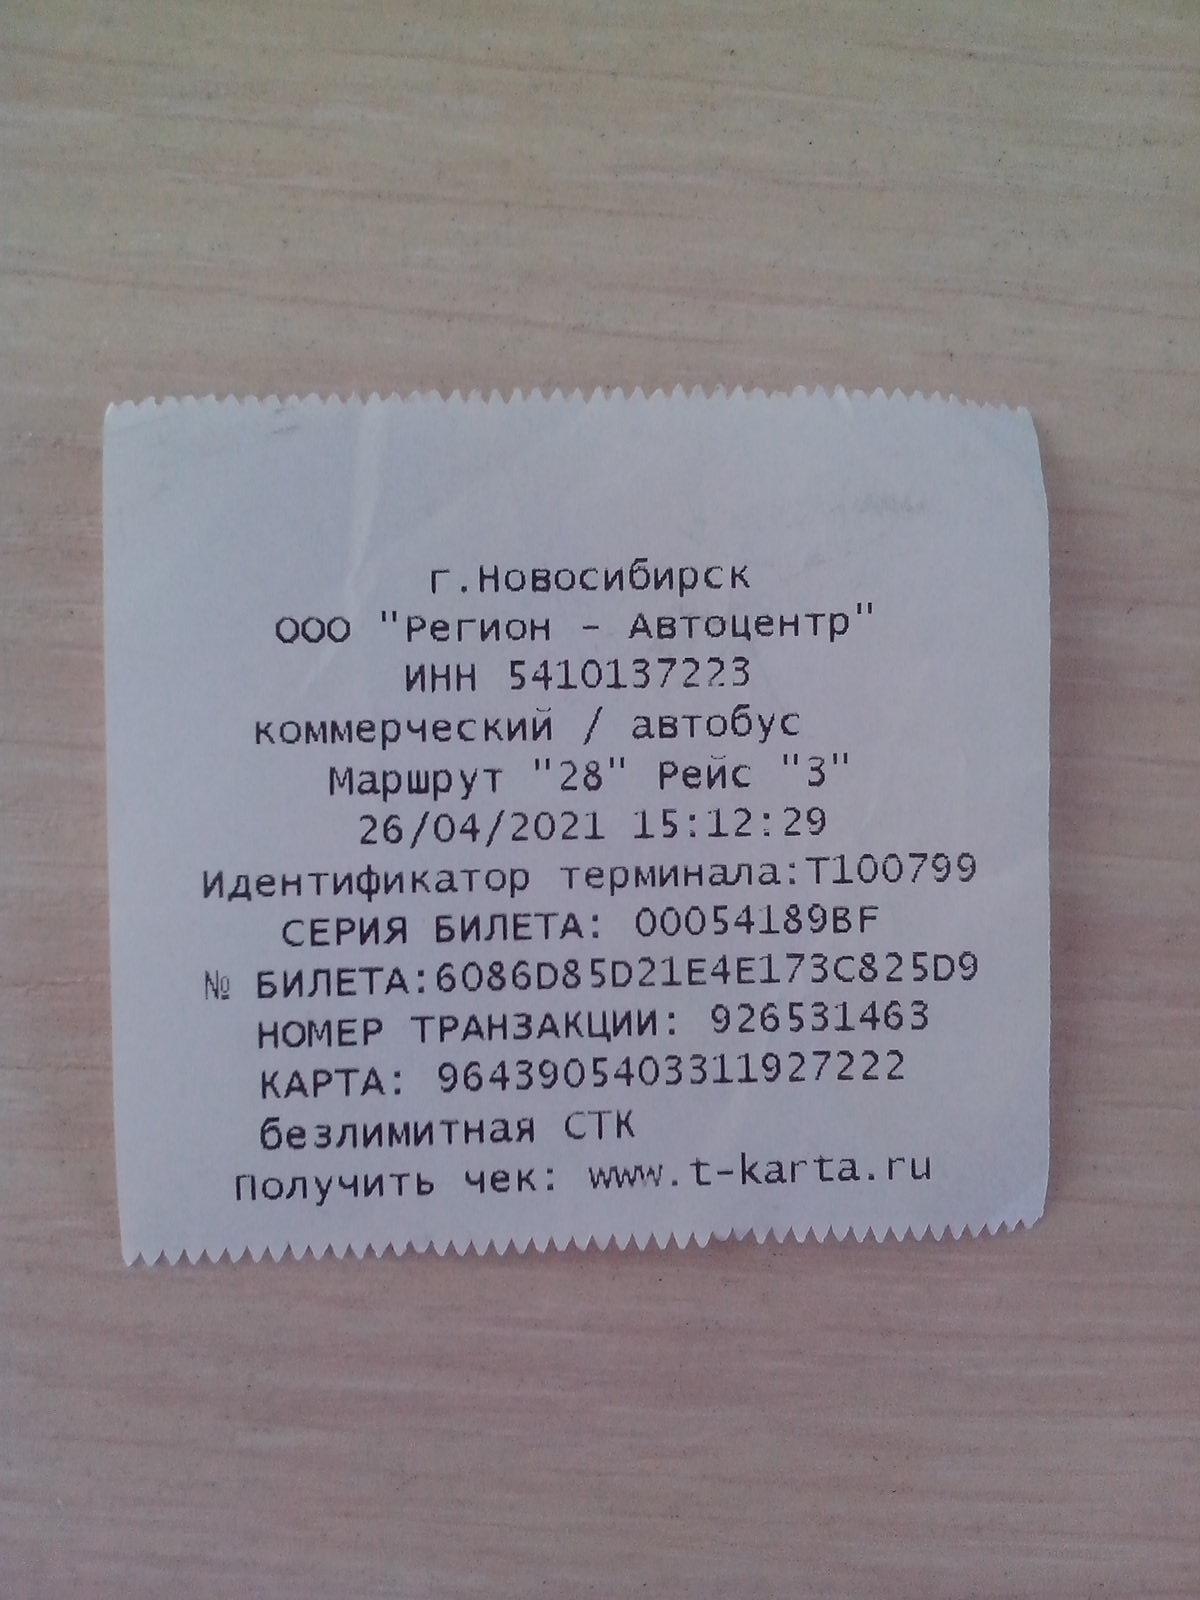 г.Новосибирск
ООО "Регион - Автоцентр"
ИНН 5410137223
коммерческий / автобус
Маршрут "28" Рейс "3"
26/04/2021 15:12:29
Идентификатор терминала:Т100799
СЕРИЯ БИЛЕТА: 00054189BF
№ БИЛЕТА:6086D85D21E4E173C825D9
НОМЕР ТРАНЗАКЦИИ: 926531463
КАРТА: 9643905403311927222
безлимитная СТК
Получить чек: www.t-karta.ru